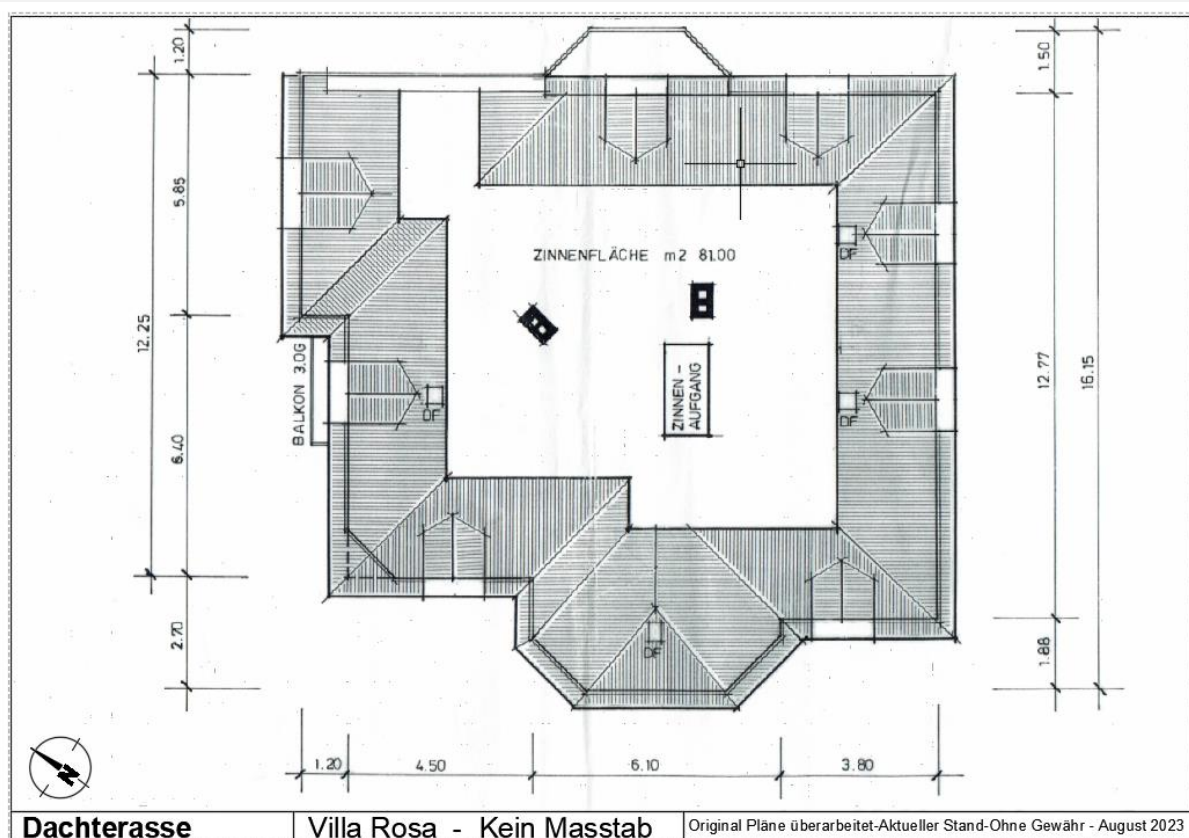 1.20
1.50
5.85
12.25
ZINNENFLÄCHE m2 81.00
DF
BALKON 3.OG
ZINNEN -
AUFGANG
DF
DF
12.77
16.15
6.40
2.70
DF
1.88
N
1.20 4.50 6.10 3.80
Dachterasse
Villa Rosa - Kein Masstab
Original Pläne überarbeitet-Aktueller Stand-Ohne Gewähr - August 2023